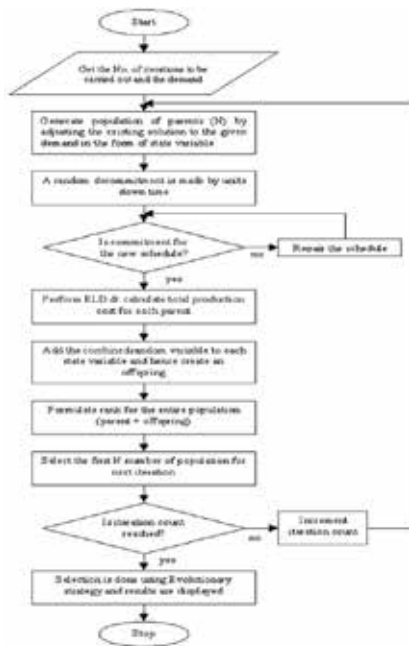 Start
Get the No. of iterations to be
carried out and the demand
Generate population of parents (N) by
adjusting the existing solution to the given
demand in the form of state variable
A random decommitment is made by units
down time
Is commitment for
the new schedule?
no
Repair the schedule
yes
Perform ELD & calculate total production
cost for each parent
Add the combined random variable to each
state variable and hence create an
offspring
Formulate rank for the entire population
(parent + offspring)
Select the first N number of population for
next iteration
Is iteration count
reached?
no
Increment
iteration count
yes
Selection is done using Evolutionary
strategy and results are displayed
Stop